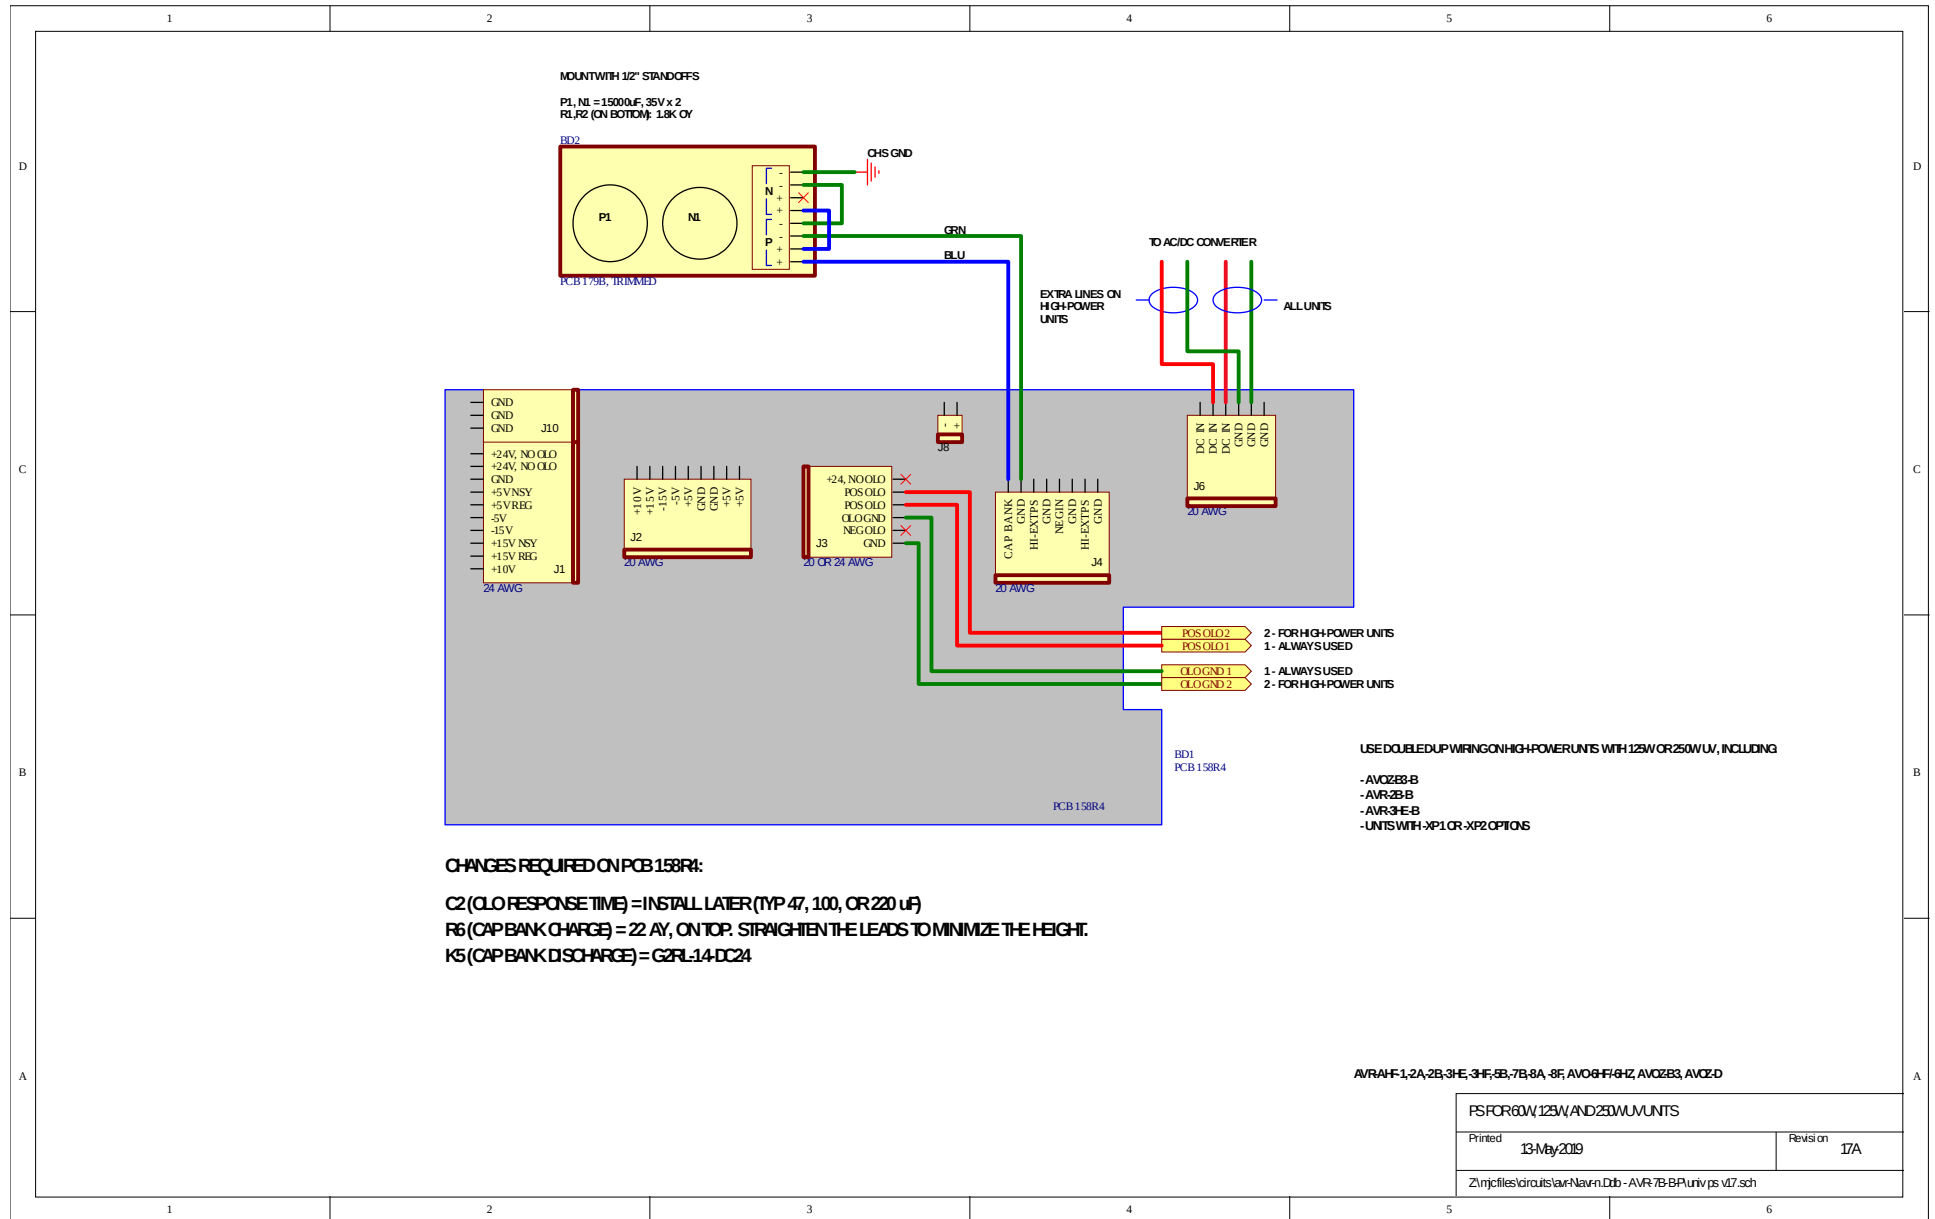 1 2 3 4 5 6
MOUNT WITH 1/2" STANDOFFS
P1, N1 = 15000uF, 35V x 2
R1,R2 (ON BOTTOM): 1.8K OY
BD2
CHS GND
D
D
P1
N1
N
P
-
-
+
+
-
-
+
+
GRN
BLU
PCB 179B, TRIMMED
TO AC/DC CONVERTER
EXTRA LINES ON
HIGH-POWER
UNITS
ALL UNITS
C
C
GND
GND
GND
J10
+24V, NO OLO
+24V, NO OLO
GND
+5V NSY
+5V REG
-5V
-15V
+15V NSY
+15V REG
+10V
J1
24 AWG
+10V
+15V
-15V
-5V
+5V
GND
GND
+5V
+5V
J2
20 AWG
+24, NO OLO
POS OLO
POS OLO
OLO GND
NEG OLO
GND
J3
20 OR 24 AWG
-
+
J8
CAP BANK
GND
HI-EXTPS
GND
NEGIN
GND
HI-EXTPS
GND
J4
20 AWG
DC IN
DC IN
DC IN
GND
GND
GND
J6
20 AWG
POS OLO 2
2 - FOR HIGH-POWER UNITS
POS OLO 1
1 - ALWAYS USED
OLO GND 1
1 - ALWAYS USED
OLO GND 2
2 - FOR HIGH-POWER UNITS
B
B
BD1
PCB 158R4
PCB 158R4
USE DOUBLED UP WIRING ON HIGH-POWER UNITS WITH 125W OR 250W UV, INCLUDING:
- AVOZ-B3-B
- AVR-2B-B
- AVR-3HE-B
- UNITS WITH -XP1 OR -XP2 OPTIONS
CHANGES REQUIRED ON PCB 158R4:
C2 (OLO RESPONSE TIME) = INSTALL LATER (TYP 47, 100, OR 220 uF)
R6 (CAP BANK CHARGE) = 22 AY, ON TOP. STRAIGHTEN THE LEADS TO MINIMIZE THE HEIGHT.
K5 (CAP BANK DISCHARGE) = G2RL-14-DC24
A
A
AVR-AHF-1,-2A,-2B,-3HE,-3HF,-5B,-7B,-8A, -8F, AVO-6HF/-6HZ, AVOZ-B3, AVOZ-D
PS FOR 60W, 125W, AND 250W UV UNITS
Printed
13-May-2019
Revision
17A
Z:\mjcfiles\circuits\avr-N\avr-n.Ddb - AVR-7B-B-P\univ ps v17.sch
1 2 3 4 5 6